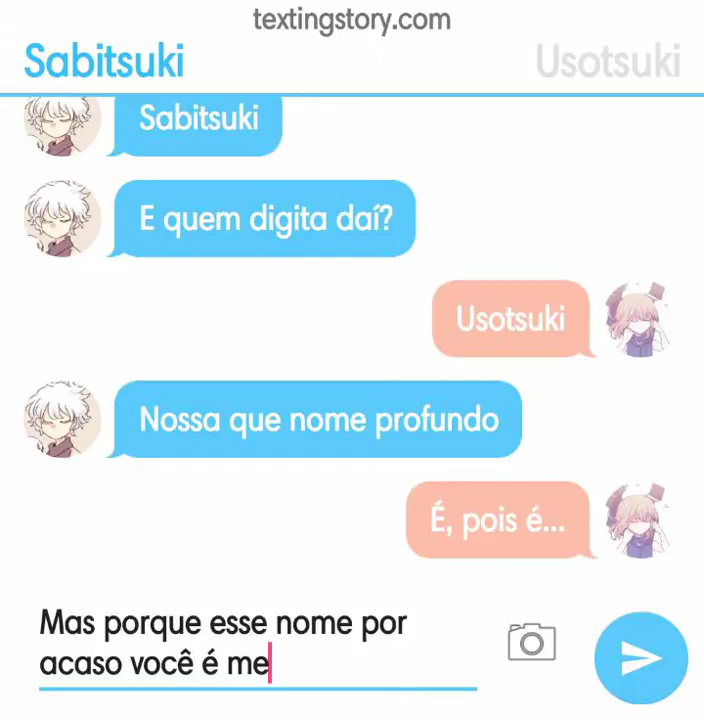 textingstory.com
Sabitsuki
Usotsuki
Sabitsuki
E quem digita daí?
Usotsuki
Nossa que nome profundo
É, pois é...
Mas porque esse nome por
acaso você é me